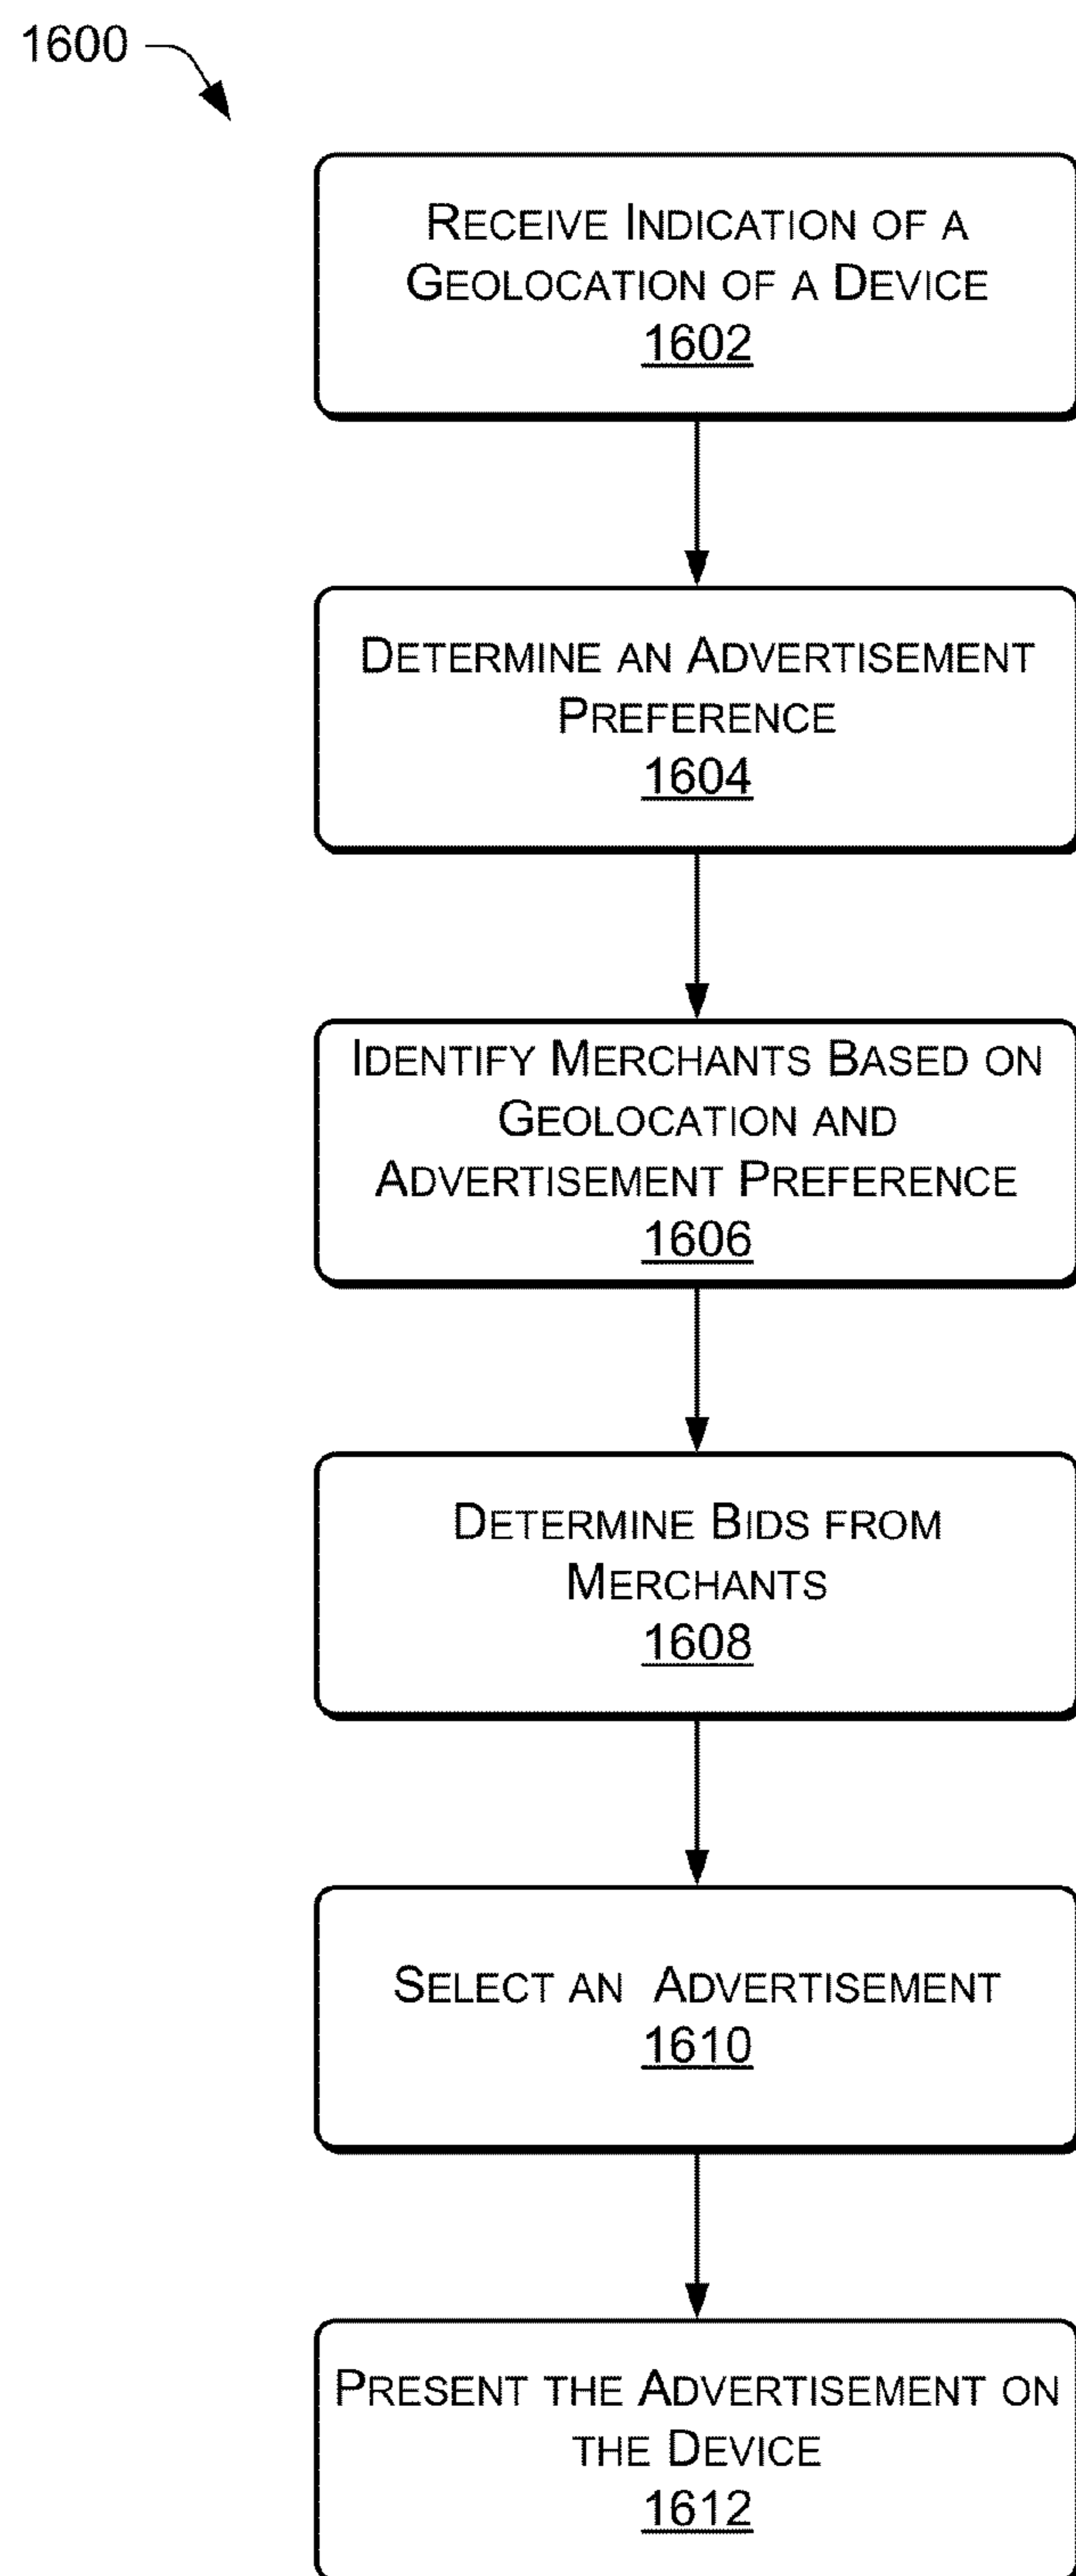 1600
RECEIVE INDICATION OF A
GEOLOCATION OF A DEVICE
1602
DETERMINE AN ADVERTISEMENT
PREFERENCE
1604
IDENTIFY MERCHANTS BASED ON
GEOLOCATION AND
ADVERTISEMENT PREFERENCE
1606
DETERMINE BIDS FROM
MERCHANTS
1608
SELECT AN ADVERTISEMENT
1610
PRESENT THE ADVERTISEMENT ON
THE DEVICE
1612